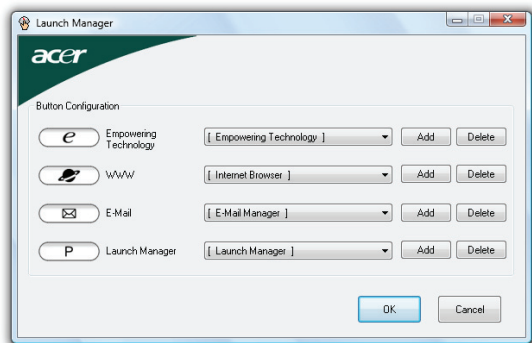 Launch Manager
acer
Button Configuration
e Empowering Technology [ Empowering Technology ] Add Delete
WWW [ Internet Browser ] Add Delete
E-Mail [ E-Mail Manager ] Add Delete
P Launch Manager [ Launch Manager ] Add Delete
OK Cancel